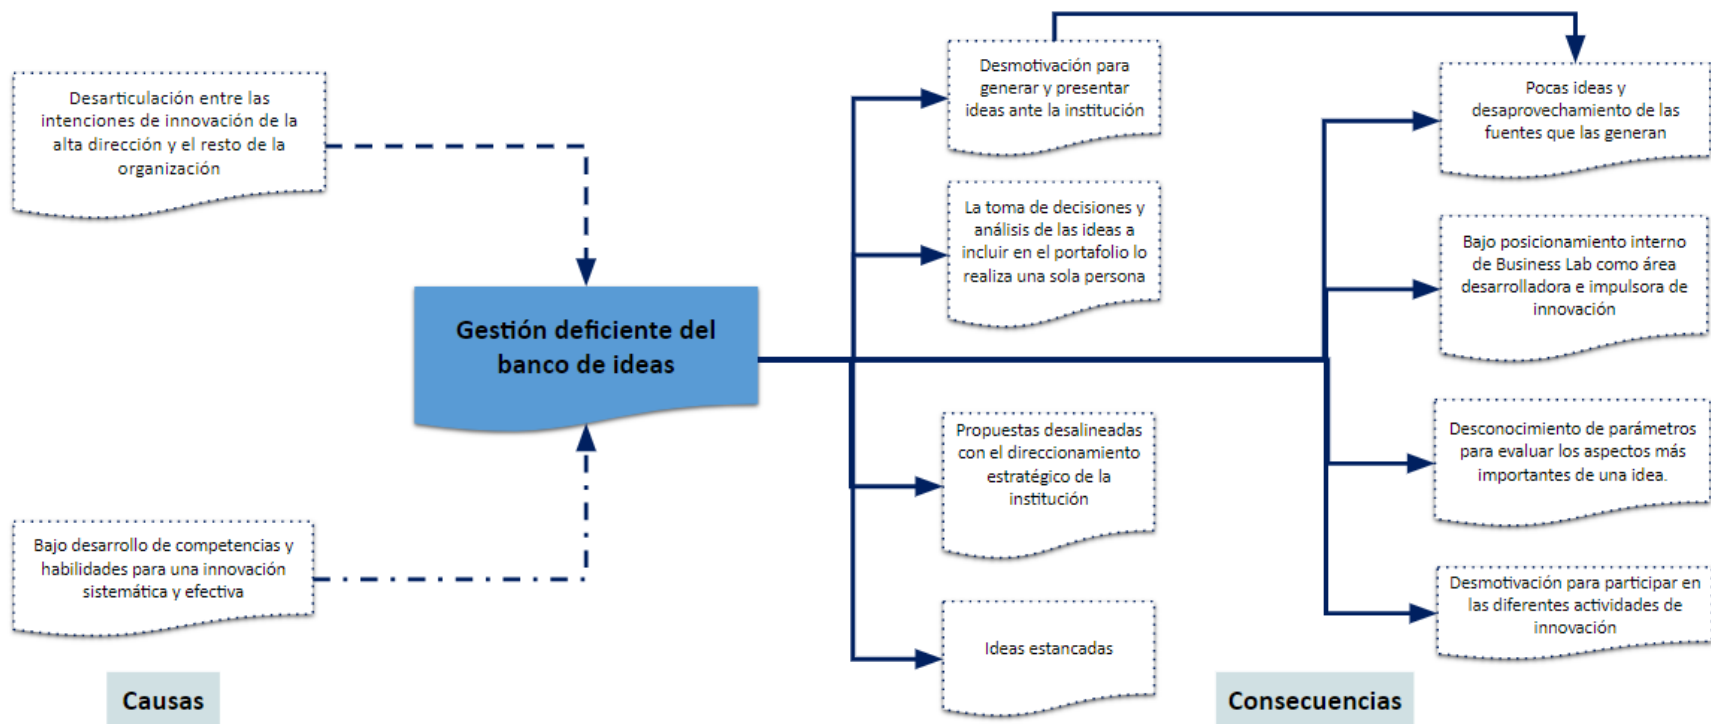 Desarticulación entre las
intenciones de innovación de la
alta dirección y el resto de la
organización
Bajo desarrollo de competencias y
habilidades para una innovación
sistemática y efectiva
Causas
Gestión deficiente del
banco de ideas
Desmotivación para
generar y presentar
ideas ante la institución
La toma de decisiones y
análisis de las ideas a
incluir en el portafolio lo
realiza una sola persona
Propuestas desalineadas
con el direccionamiento
estratégico de la
institución
Ideas estancadas
Pocas ideas y
desaprovechamiento de las
fuentes que las generan
Bajo posicionamiento interno
de Business Lab como área
desarrolladora e impulsora de
innovación
Desconocimiento de parámetros
para evaluar los aspectos más
importantes de una idea.
Desmotivación para participar en
las diferentes actividades de
innovación
Consecuencias